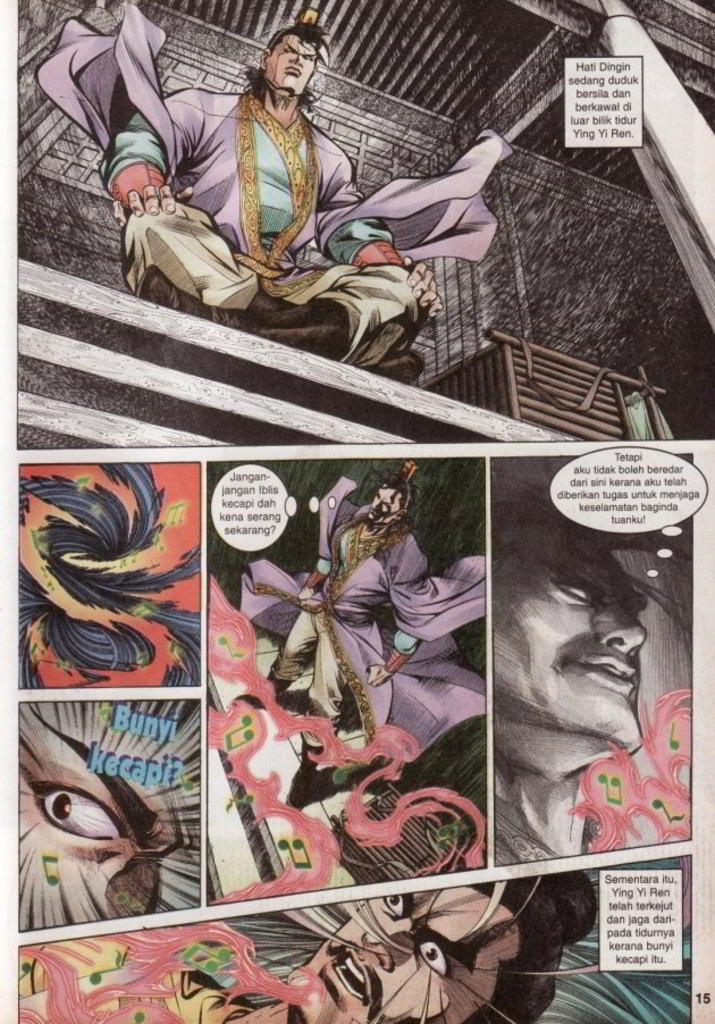 Hati Dingin
sedang duduk
bersila dan
berkawal di
luar bilik tidur
Ying Yi Ren.
Bunyi
kecapi?
Jangan-
jangan Iblis
kecapi dah
kena serang
sekarang?
Tetapi
aku tidak boleh beredar
dari sini kerana aku telah
diberikan tugas untuk menjaga
keselamatan baginda
tuanku!
Sementara itu,
Ying Yi Ren
telah terkejut
dan jaga dari-
pada tidurnya
kerana bunyi
kecapi itu.
15